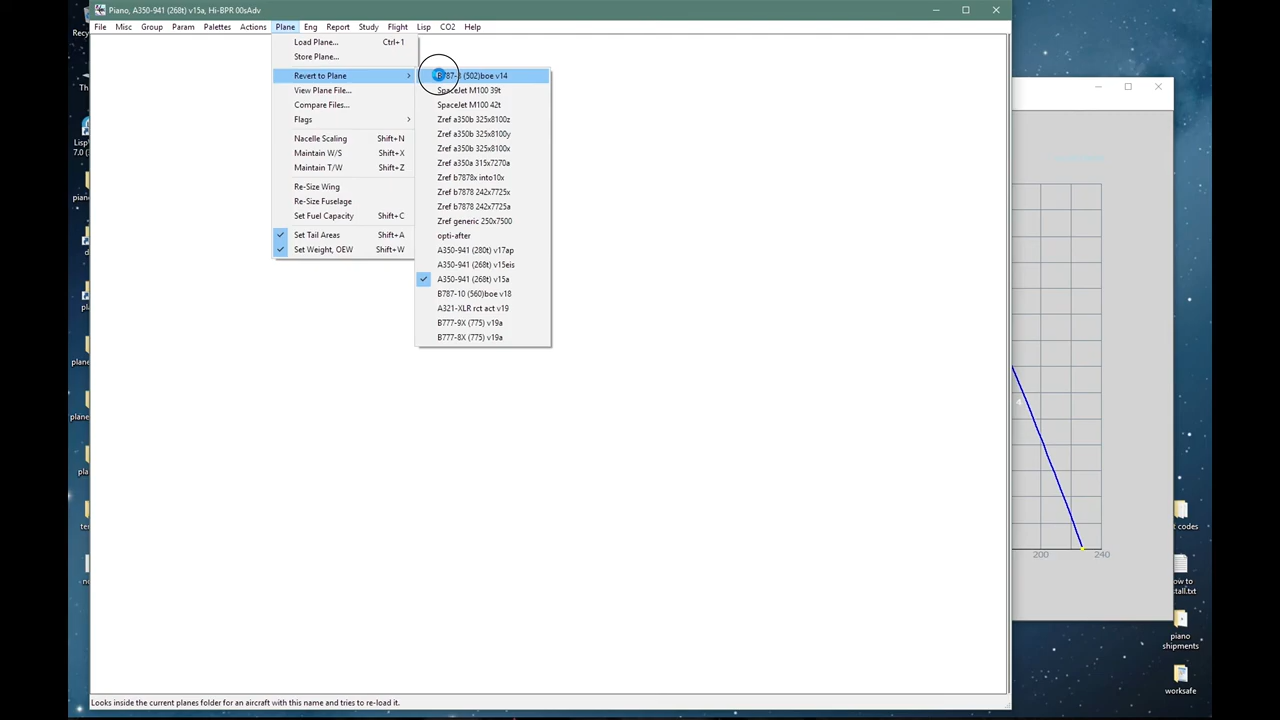 Piano, A350-941 (268t) v15a, Hi-BPR 00sAdv
File Misc Group Param Palettes Actions Plane Eng Report Study Flight Lisp CO2 Help
Load Plane... Ctrl+1
Store Plane...
Revert to Plane
View Plane File...
Compare Files...
Flags
Nacelle Scaling Shift+N
Maintain W/S Shift+X
Maintain T/W Shift+Z
Re-Size Wing
Re-Size Fuselage
Set Fuel Capacity Shift+C
Set Tail Areas Shift+A
Set Weight, OEW Shift+W
B787-8 (502)boe v14
SpaceJet M100 39t
SpaceJet M100 42t
Zref a350b 325x8100z
Zref a350b 325x8100y
Zref a350b 325x8100x
Zref a350a 315x7270a
Zref b7878x into10x
Zref b7878 242x7725x
Zref b7878 242x7725a
Zref generic 250x7500
opti-after
A350-941 (280t) v17ap
A350-941 (268t) v15eis
A350-941 (268t) v15a
B787-10 (560)boe v18
A321-XLR rct act v19
B777-9X (775) v19a
B777-8X (775) v19a
4
200 240
piano
shipments
worksafe
Looks inside the current planes folder for an aircraft with this name and tries to re-load it.